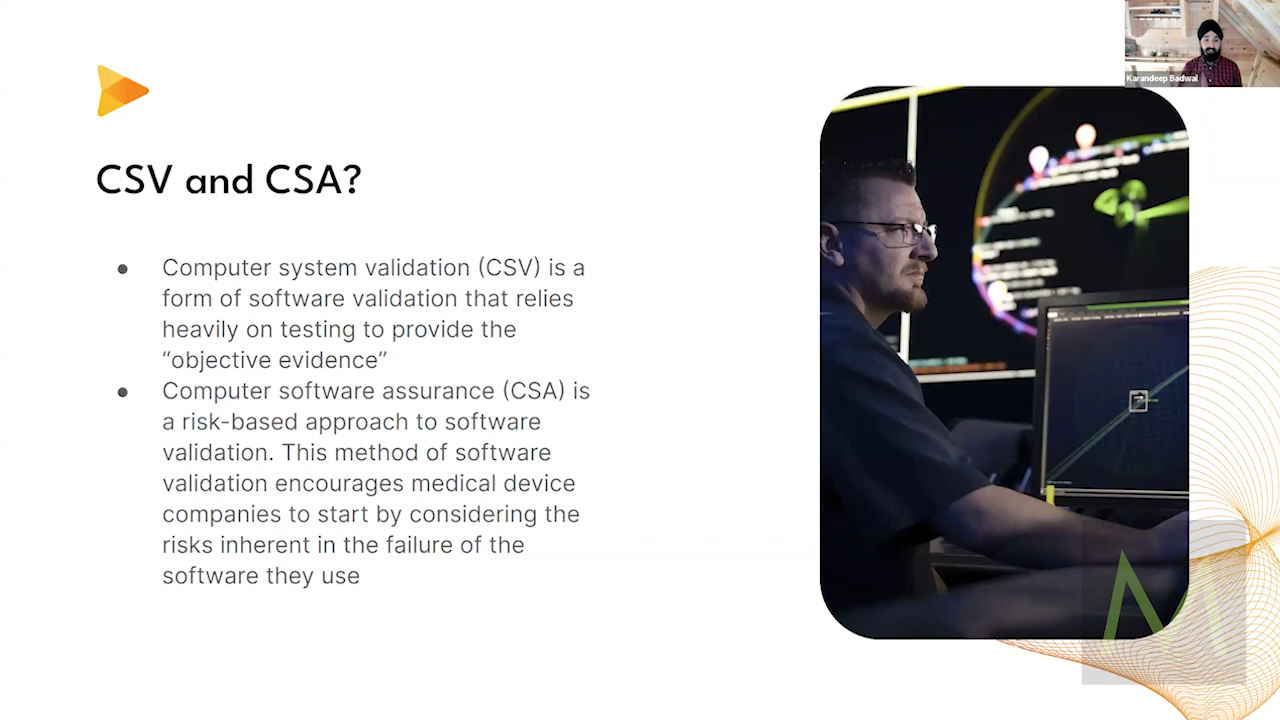 Karandeep Badwal
CSV and CSA?
● Computer system validation (CSV) is a
form of software validation that relies
heavily on testing to provide the
“objective evidence”
● Computer software assurance (CSA) is
a risk-based approach to software
validation. This method of software
validation encourages medical device
companies to start by considering the
risks inherent in the failure of the
software they use
M